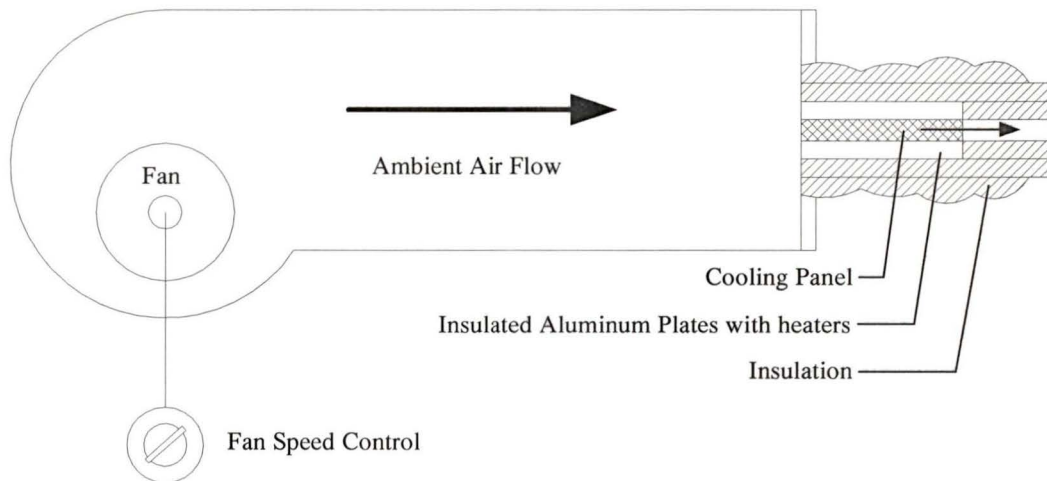 Fan
Ambient Air Flow
Cooling Panel
Insulated Aluminum Plates with heaters
Insulation
Fan Speed Control